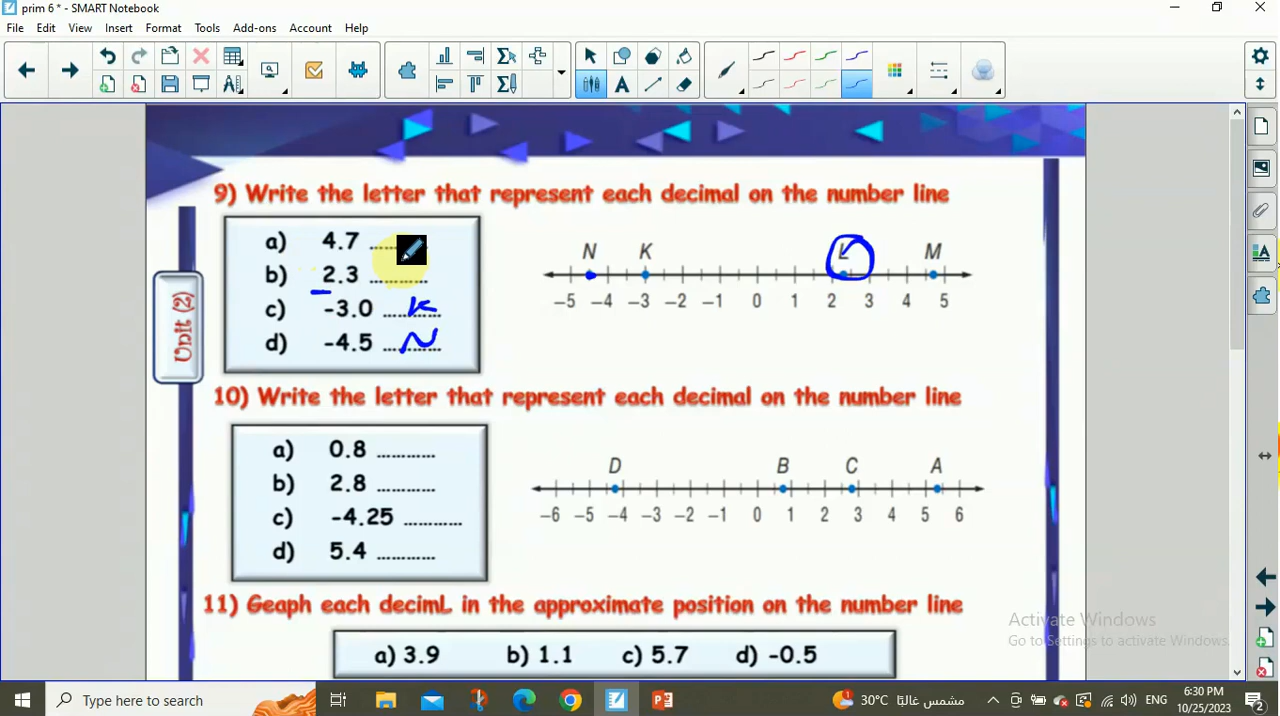 prim 6 * - SMART Notebook
File Edit View Insert Format Tools Add-ons Account Help
9) Write the letter that represent each decimal on the number line
a) 4.7 ............
b) 2.3 ............
c) -3.0 ............ K
d) -4.5 ............ N
N K L M
-5 -4 -3 -2 -1 0 1 2 3 4 5
Unit (2)
10) Write the letter that represent each decimal on the number line
a) 0.8 ............
b) 2.8 ............
c) -4.25 ............
d) 5.4 ............
D B C A
-6 -5 -4 -3 -2 -1 0 1 2 3 4 5 6
11) Geaph each decimL in the approximate position on the number line
a) 3.9 b) 1.1 c) 5.7 d) -0.5
Activate Windows
Go to Settings to activate Windows.
Type here to search
30°C مشمس غالبًا
ENG
6:30 PM
10/25/2023
2